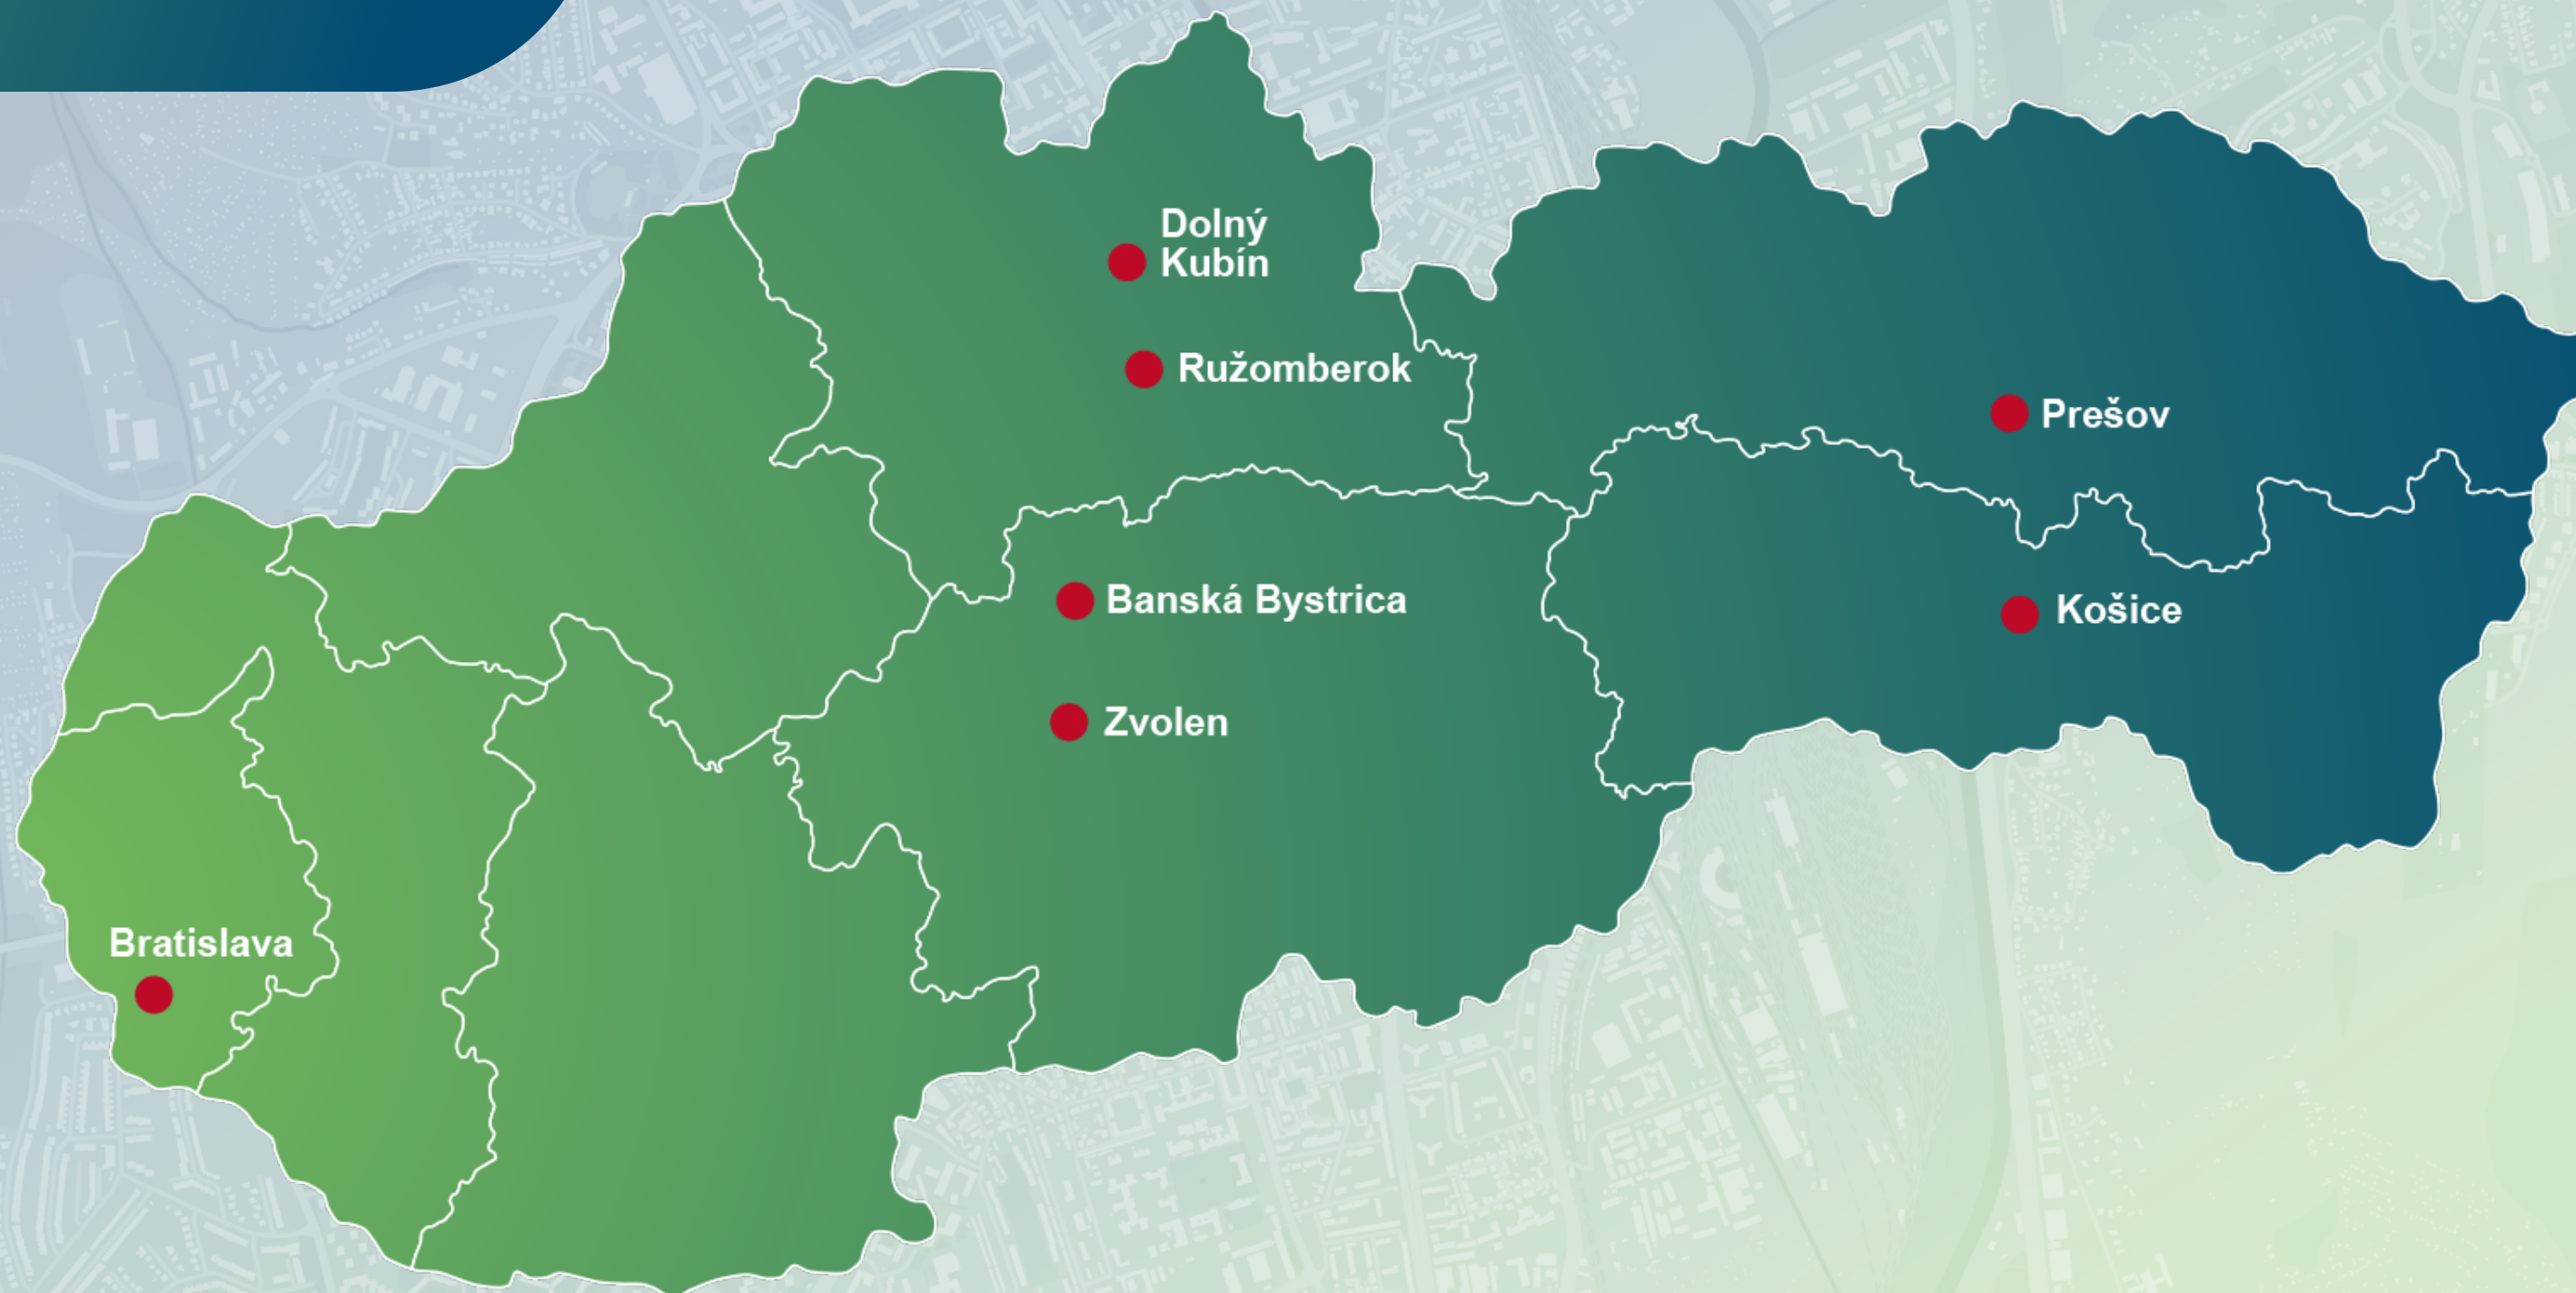 Dolný
Kubín
Ružomberok
Prešov
Banská Bystrica
Košice
Zvolen
Bratislava